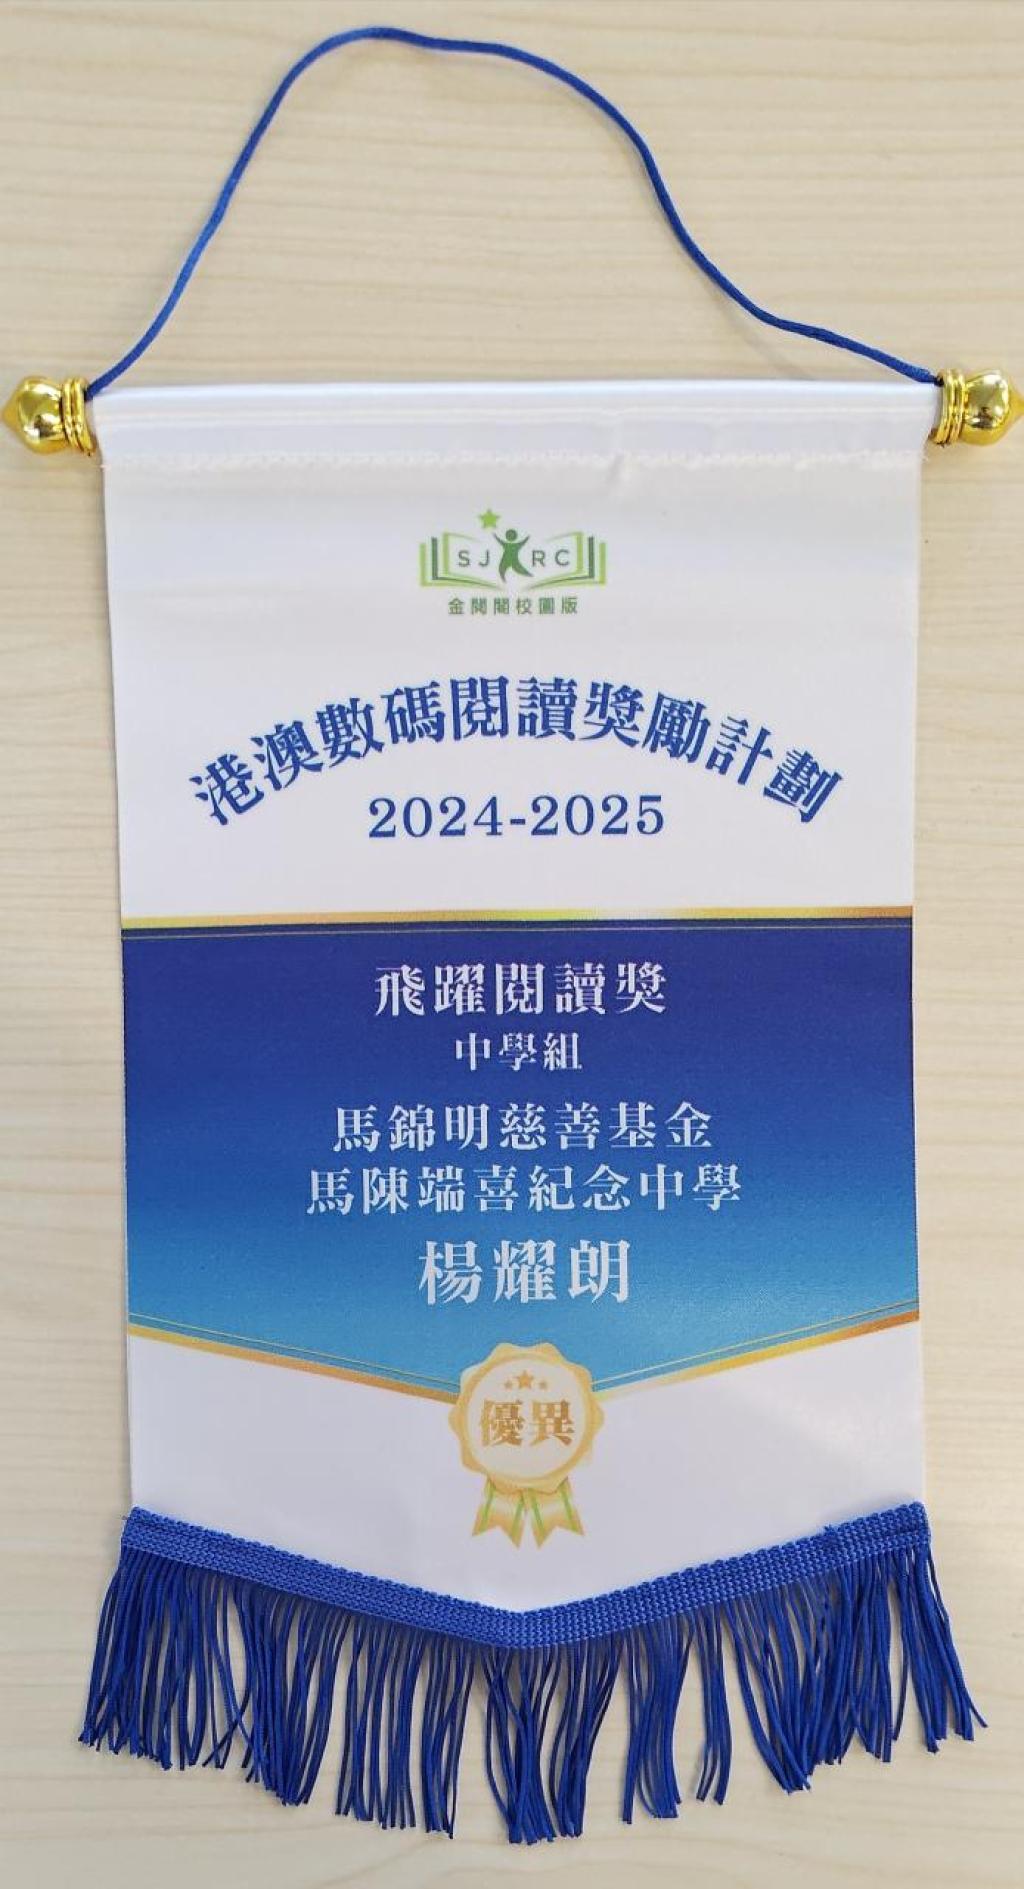 SJRC
金閱閣校園版
港澳數碼閱讀獎勵計劃
2024-2025
飛躍閱讀獎
中學組
馬錦明慈善基金
馬陳端喜紀念中學
楊耀朗
優異